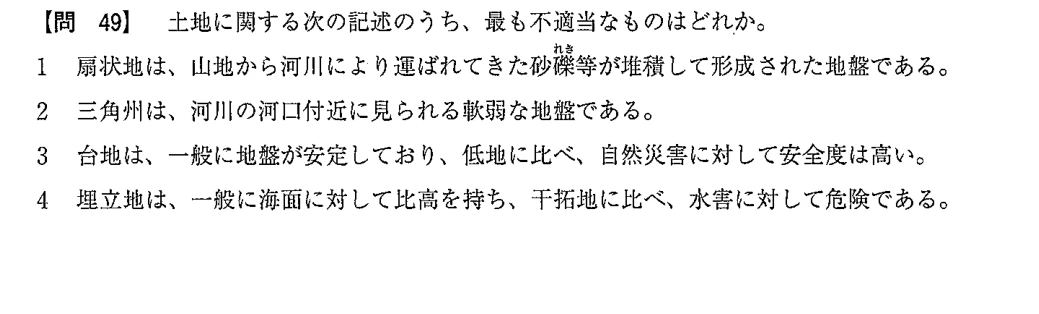 【問 49】 土地に関する次の記述のうち、最も不適当なものはどれか。
1 扇状地は、山地から河川により運ばれてきた砂礫れき等が堆積して形成された地盤である。
2 三角州は、河川の河口付近に見られる軟弱な地盤である。
3 台地は、一般に地盤が安定しており、低地に比べ、自然災害に対して安全度は高い。
4 埋立地は、一般に海面に対して比高を持ち、干拓地に比べ、水害に対して危険である。